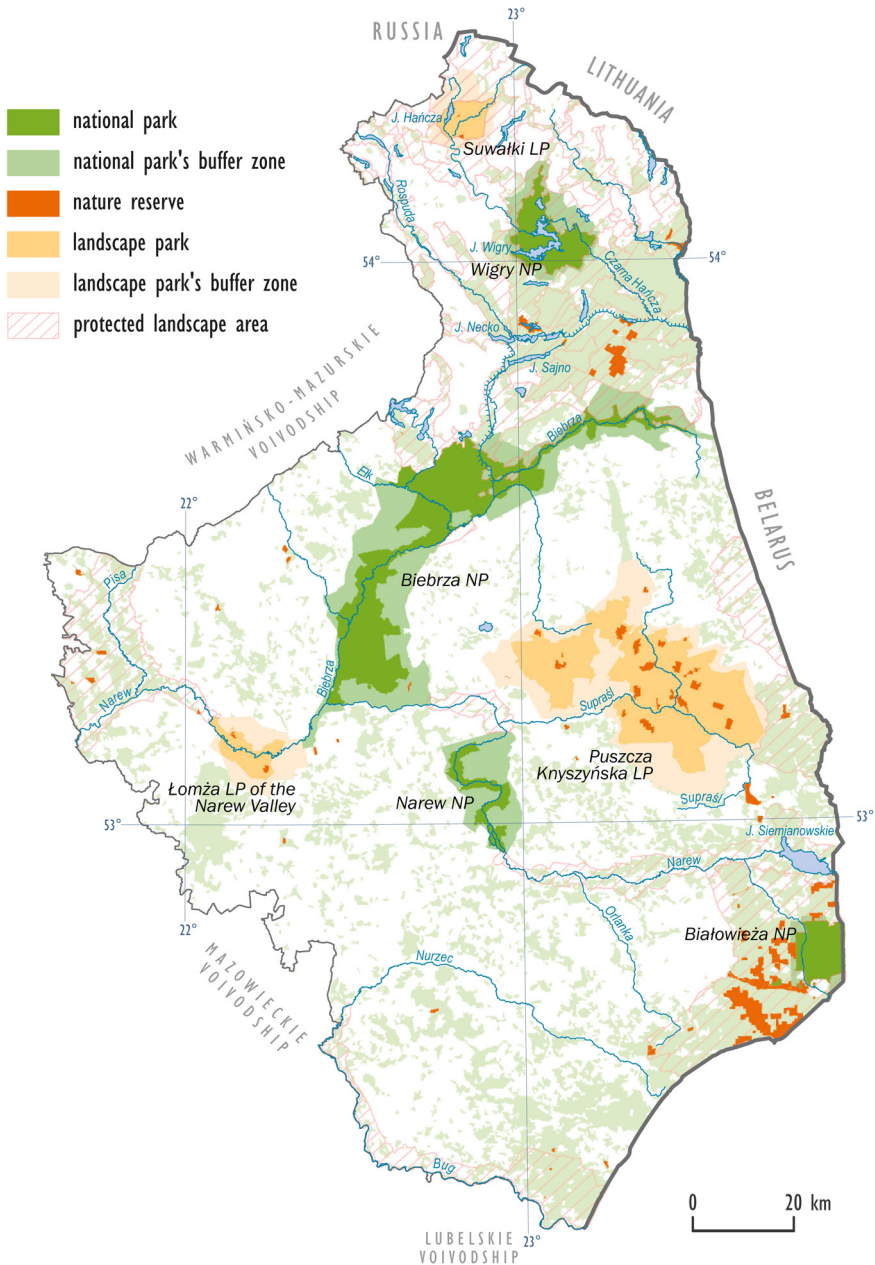 23°
RUSSIA
LITHUANIA
national park
national park's buffer zone
nature reserve
landscape park
landscape park's buffer zone
protected landscape area
J. Hańcza
Suwałki LP
Rospuda
J. Wigry
Wigry NP
Czarna Hańcza
54°
54°
J. Necko
J. Sajno
WARMIŃSKO-MAZURSKIE
VOIVODSHIP
Biebrza
Ełk
22°
BELARUS
Pisa
Biebrza NP
Biebrza
Narew
Supraśl
Łomża LP of the
Narew Valley
Narew NP
Puszcza
Knyszyńska LP
Supraśl
53°
53°
J. Siemianowskie
Narew
Orlanka
22°
Białowieża NP
MAZOWIECKIE
VOIVODSHIP
Nurzec
Bug
0 20 km
LUBELSKIE
VOIVODSHIP
23°